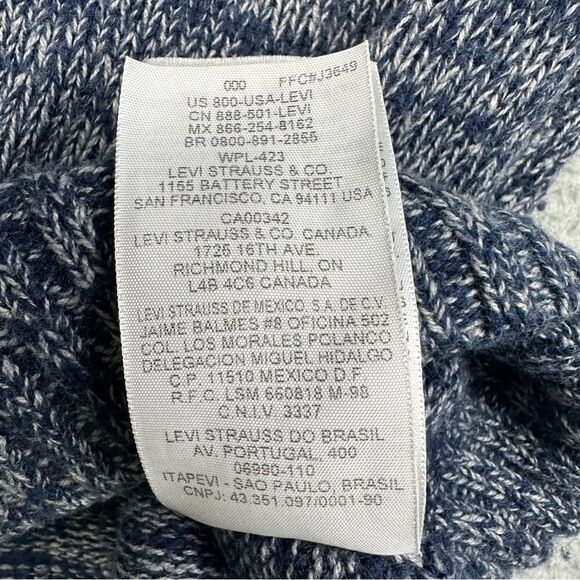 000 FFC#J3649
US 800-USA-LEVI
CN 888-501-LEVI
MX 866-254-8162
BR 0800-891-2855
WPL-423
LEVI STRAUSS & CO.
1155 BATTERY STREET
SAN FRANCISCO, CA 94111 USA
CA00342
LEVI STRAUSS & CO. CANADA
1725 16TH AVE.
RICHMOND HILL, ON
L4B 4C6 CANADA
LEVI STRAUSS DE MEXICO, S.A. DE C.V.
JAIME BALMES #8 OFICINA 502
COL. LOS MORALES POLANCO
DELEGACION MIGUEL HIDALGO
C.P. 11510 MEXICO D.F.
R.F.C. LSM 660818 M-98
C.N.I.V. 3337
LEVI STRAUSS DO BRASIL
AV. PORTUGAL, 400
06990-110
ITAPEVI - SAO PAULO, BRASIL
CNPJ: 43.351.097/0001-90